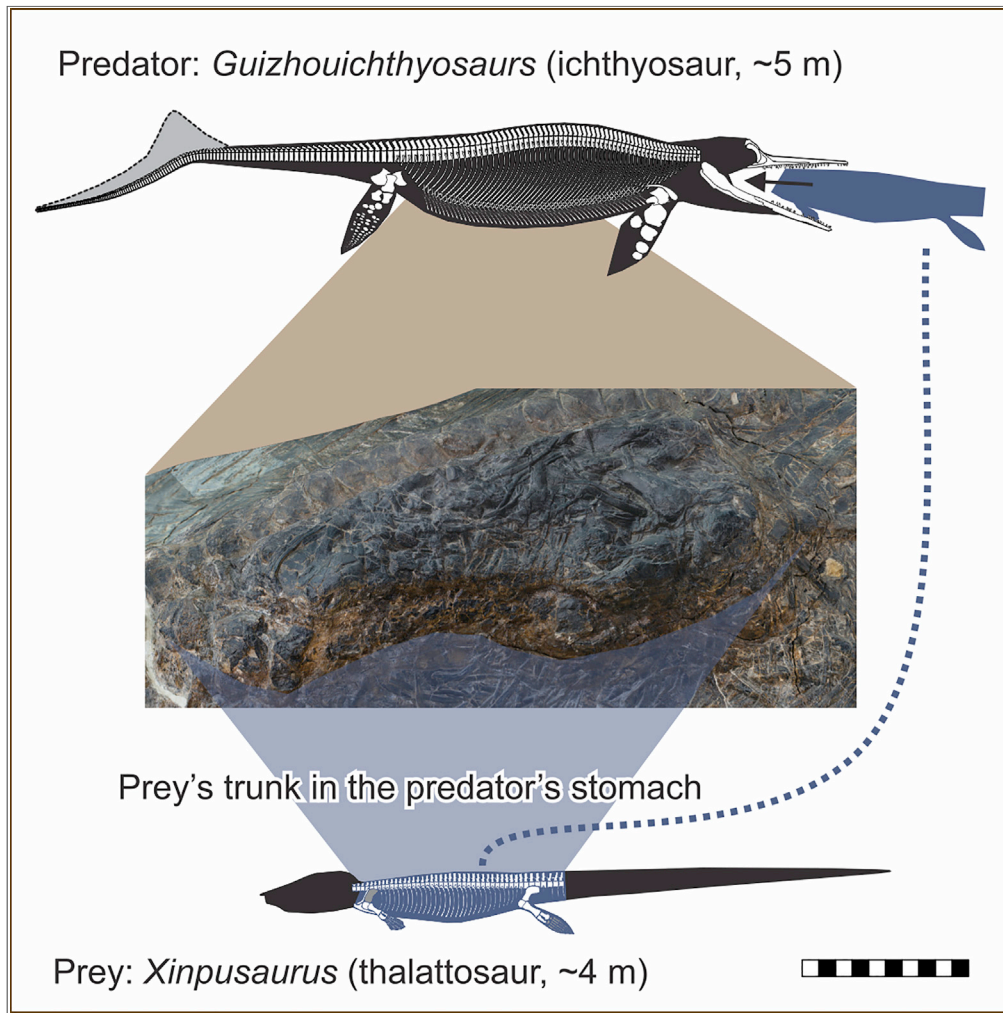 Predator: Guizhouichthyosaurs (ichthyosaur, ~5 m)
Prey's trunk in the predator's stomach
Prey: Xinpusaurus (thalattosaur, ~4 m)